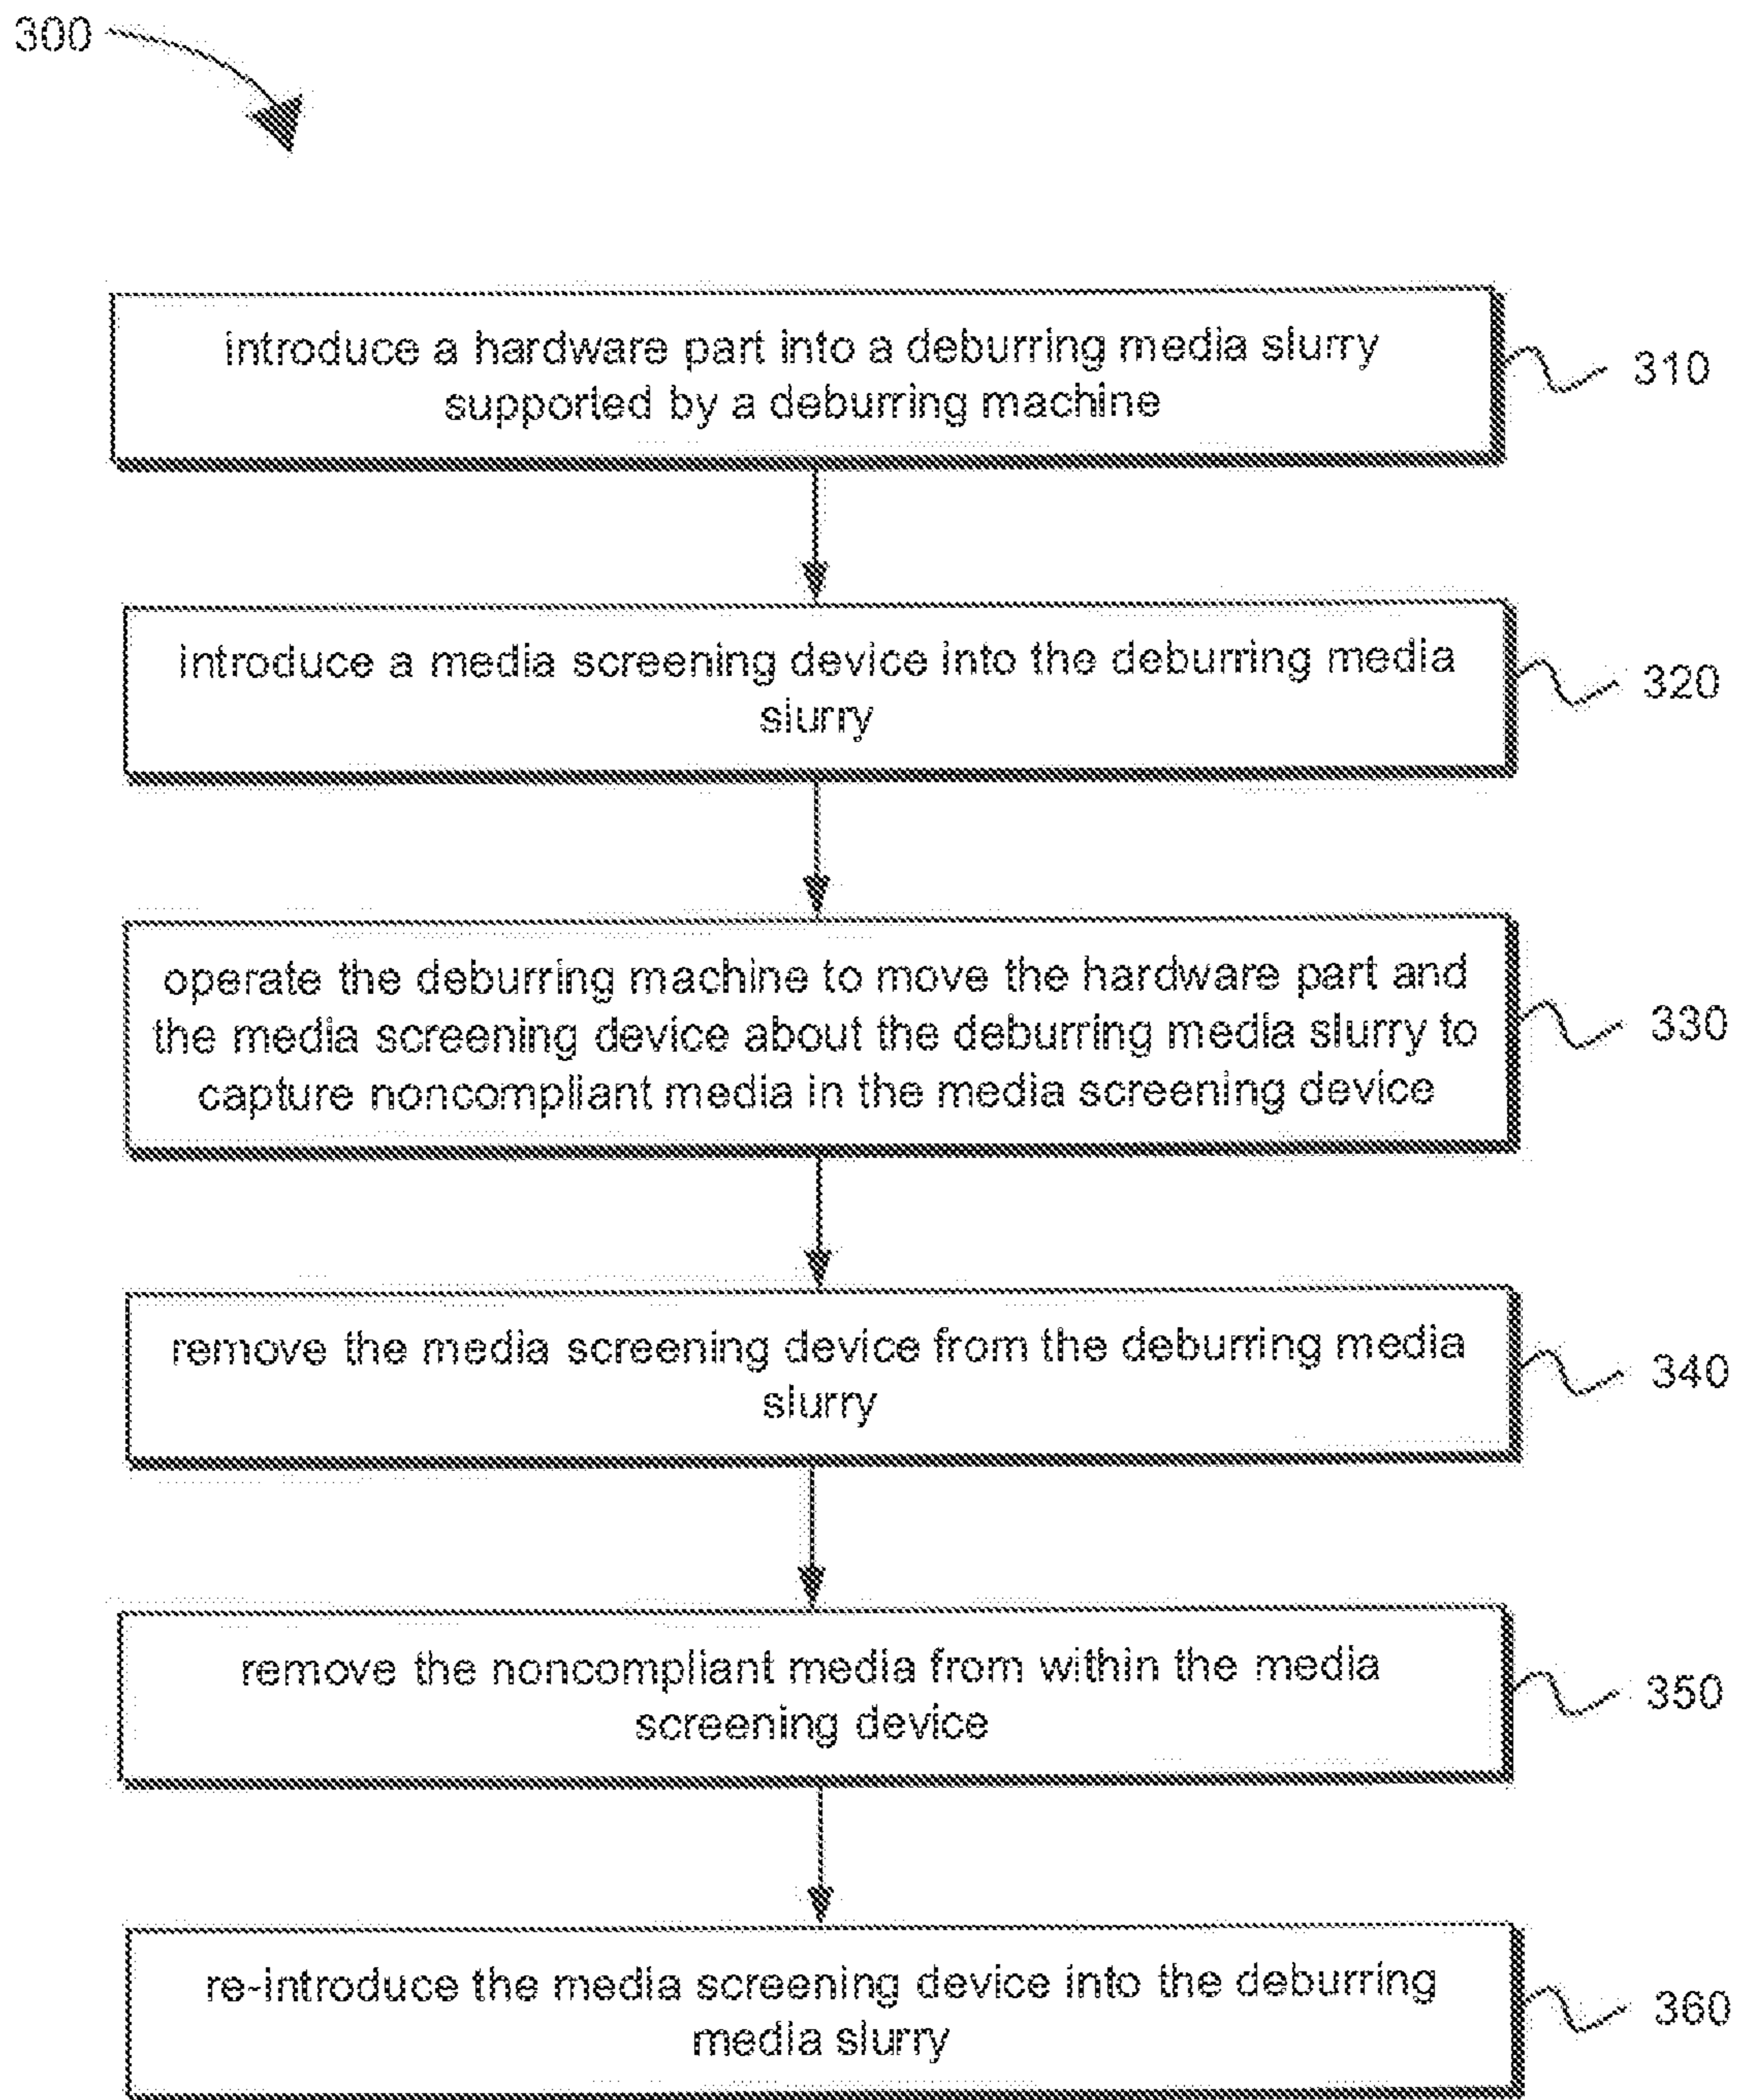 300
introduce a hardware part into a deburring media slurry
supported by a deburring machine
310
introduce a media screening device into the deburring media
slurry
320
operate the deburring machine to move the hardware part and
the media screening device about the deburring media slurry to
capture noncompliant media in the media screening device
330
remove the media screening device from the deburring media
slurry
340
remove the noncompliant media from within the media
screening device
350
re-introduce the media screening device into the deburring
media slurry
360